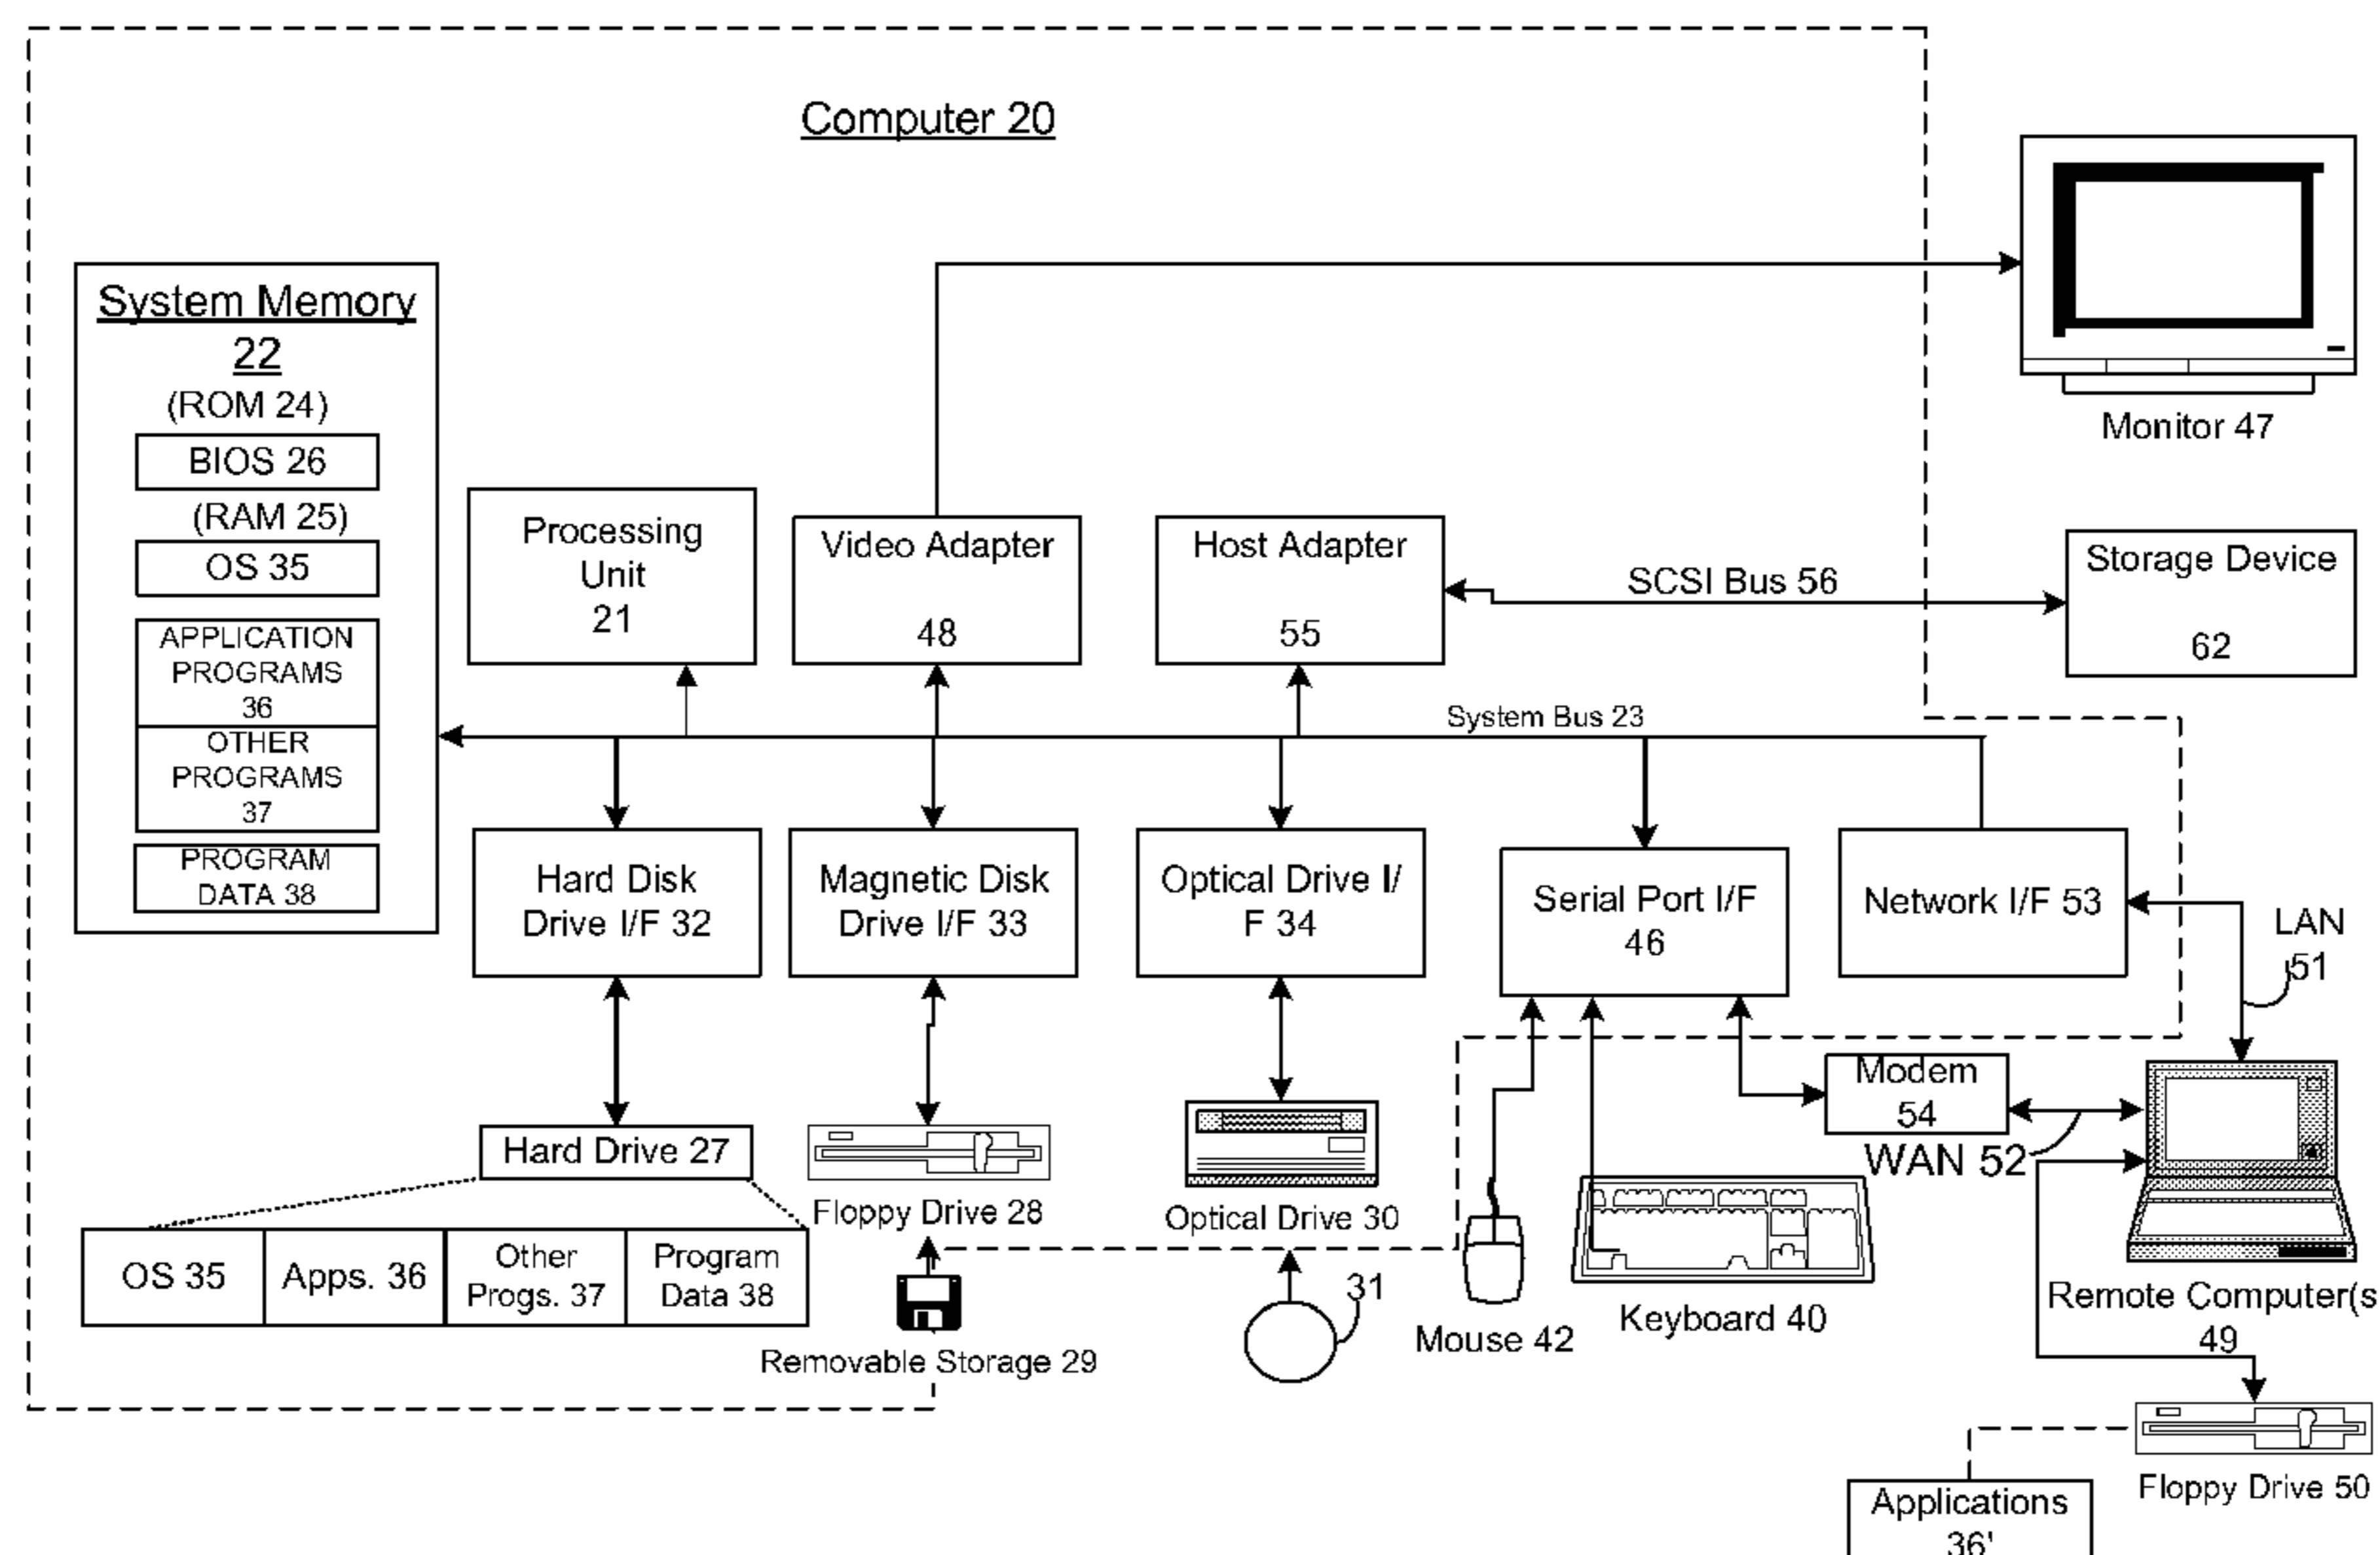 Computer 20
System Memory
22
(ROM 24)
BIOS 26
(RAM 25)
OS 35
APPLICATION
PROGRAMS
36
OTHER
PROGRAMS
37
PROGRAM
DATA 38
Processing
Unit
21
Video Adapter
48
Host Adapter
55
SCSI Bus 56
Monitor 47
Storage Device
62
System Bus 23
Hard Disk
Drive I/F 32
Magnetic Disk
Drive I/F 33
Optical Drive I/
F 34
Serial Port I/F
46
Network I/F 53
LAN
51
Modem
54
WAN 52
Hard Drive 27
Floppy Drive 28
Optical Drive 30
OS 35
Apps. 36
Other
Progs. 37
Program
Data 38
Removable Storage 29
31
Mouse 42
Keyboard 40
Remote Computer(s
49
Floppy Drive 50
Applications
36'